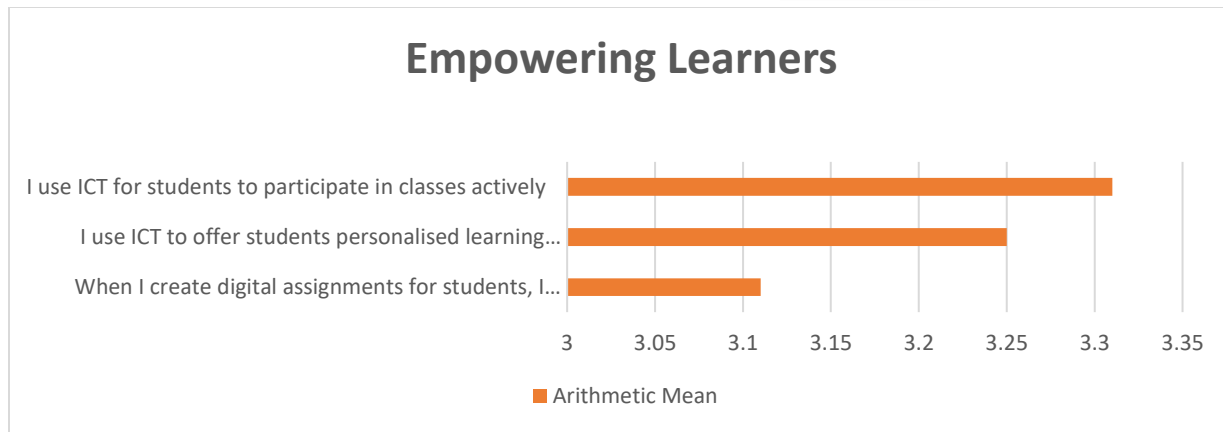 Empowering Learners
I use ICT for students to participate in classes actively
I use ICT to offer students personalised learning...
When I create digital assignments for students, I...
3 3.05 3.1 3.15 3.2 3.25 3.3 3.35
Arithmetic Mean